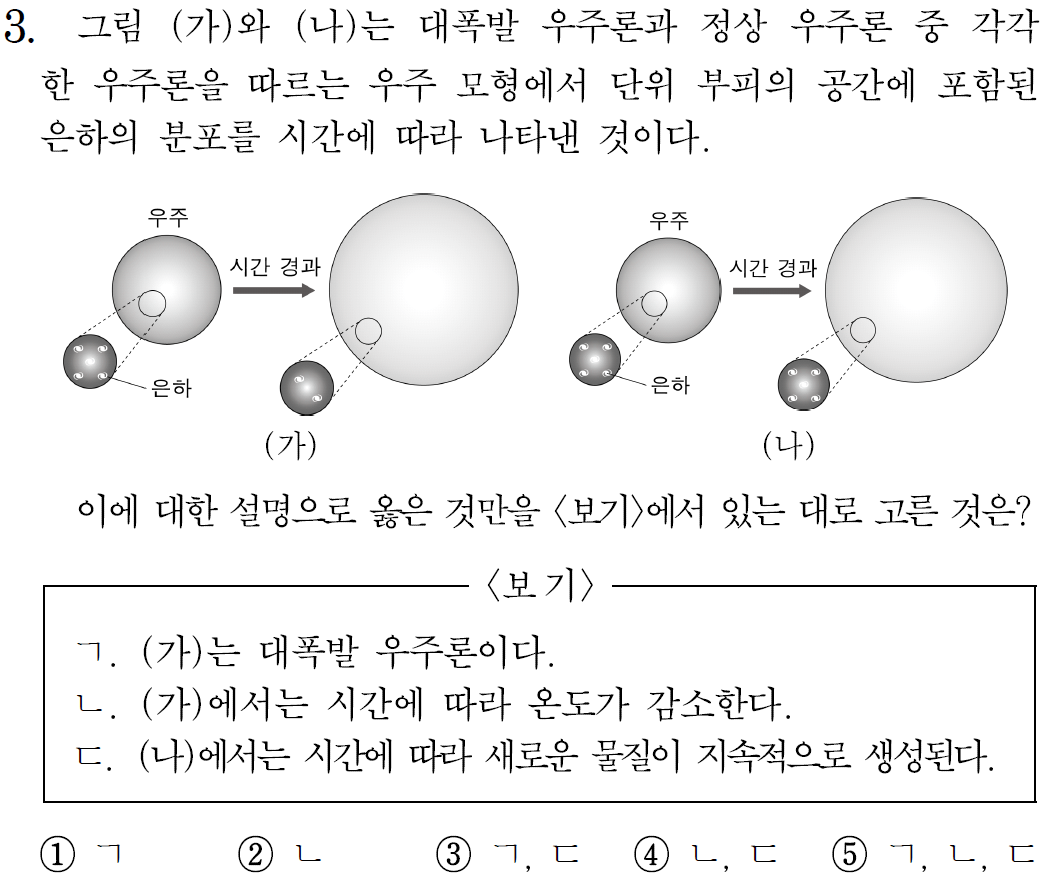 3. 그림 (가)와 (나)는 대폭발 우주론과 정상 우주론 중 각각
한 우주론을 따르는 우주 모형에서 단위 부피의 공간에 포함된
은하의 분포를 시간에 따라 나타낸 것이다.
우주
시간 경과
은하
(가)
우주
시간 경과
은하
(나)
이에 대한 설명으로 옳은 것만을 〈보기〉에서 있는 대로 고른 것은?
〈보 기〉
ㄱ. (가)는 대폭발 우주론이다.
ㄴ. (가)에서는 시간에 따라 온도가 감소한다.
ㄷ. (나)에서는 시간에 따라 새로운 물질이 지속적으로 생성된다.
① ㄱ ② ㄴ ③ ㄱ, ㄷ ④ ㄴ, ㄷ ⑤ ㄱ, ㄴ, ㄷ